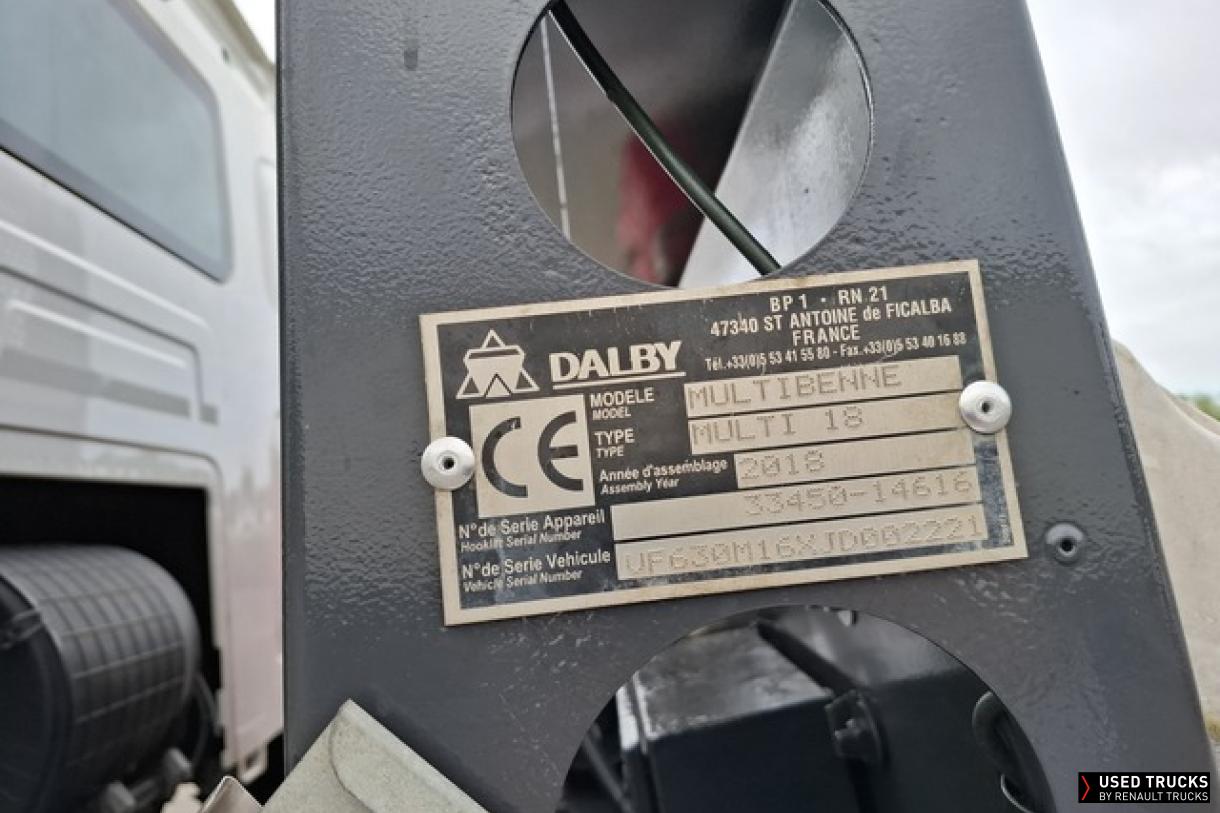 BP 1 - RN 21
47340 ST ANTOINE de FICALBA
FRANCE
Tél.+33(0)5 53 41 55 80 - Fax.+33(0)5 53 40 16 88
DALBY
CE
MODELE MULTIBENNE
MODEL
TYPE MULTI 18
TYPE
Année d'assemblage 2018
Assembly Year
N°de Serie Appareil 33450-14616
Hooklift Serial Number
N°de Serie Vehicule VF630M16XJD002221
Vehicle Serial Number
USED TRUCKS
BY RENAULT TRUCKS